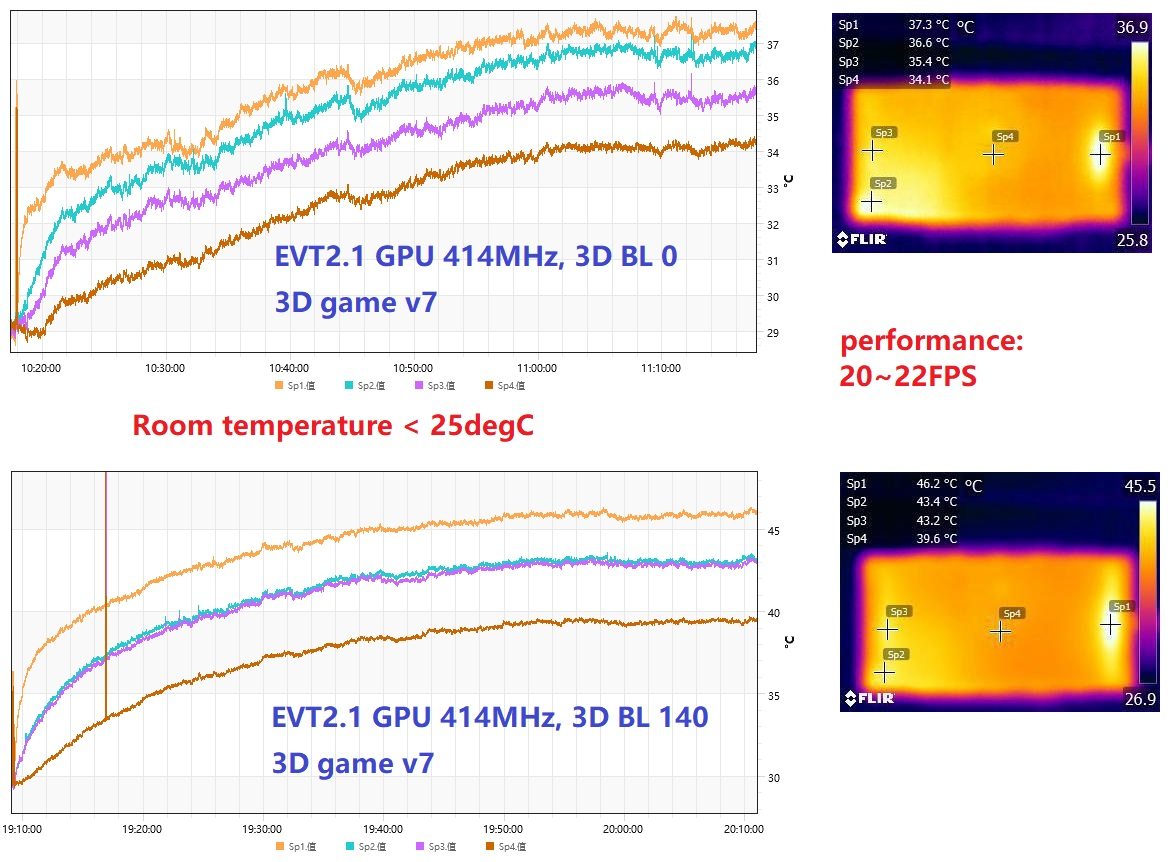 37
36
35
34
33
32
31
30
29
°C
EVT2.1 GPU 414MHz, 3D BL 0
3D game v7
10:20:00 10:30:00 10:40:00 10:50:00 11:00:00 11:10:00
Sp1.值 Sp2.值 Sp3.值 Sp4.值
Sp1 37.3 °C °C 36.9
Sp2 36.6 °C
Sp3 35.4 °C
Sp4 34.1 °C
Sp3 Sp4 Sp1
Sp2
FLIR 25.8
performance:
20~22FPS
Room temperature < 25degC
45
40
35
30
°C
EVT2.1 GPU 414MHz, 3D BL 140
3D game v7
19:10:00 19:20:00 19:30:00 19:40:00 19:50:00 20:00:00 20:10:00
Sp1.值 Sp2.值 Sp3.值 Sp4.值
Sp1 46.2 °C °C 45.5
Sp2 43.4 °C
Sp3 43.2 °C
Sp4 39.6 °C
Sp3 Sp4 Sp1
Sp2
FLIR 26.9